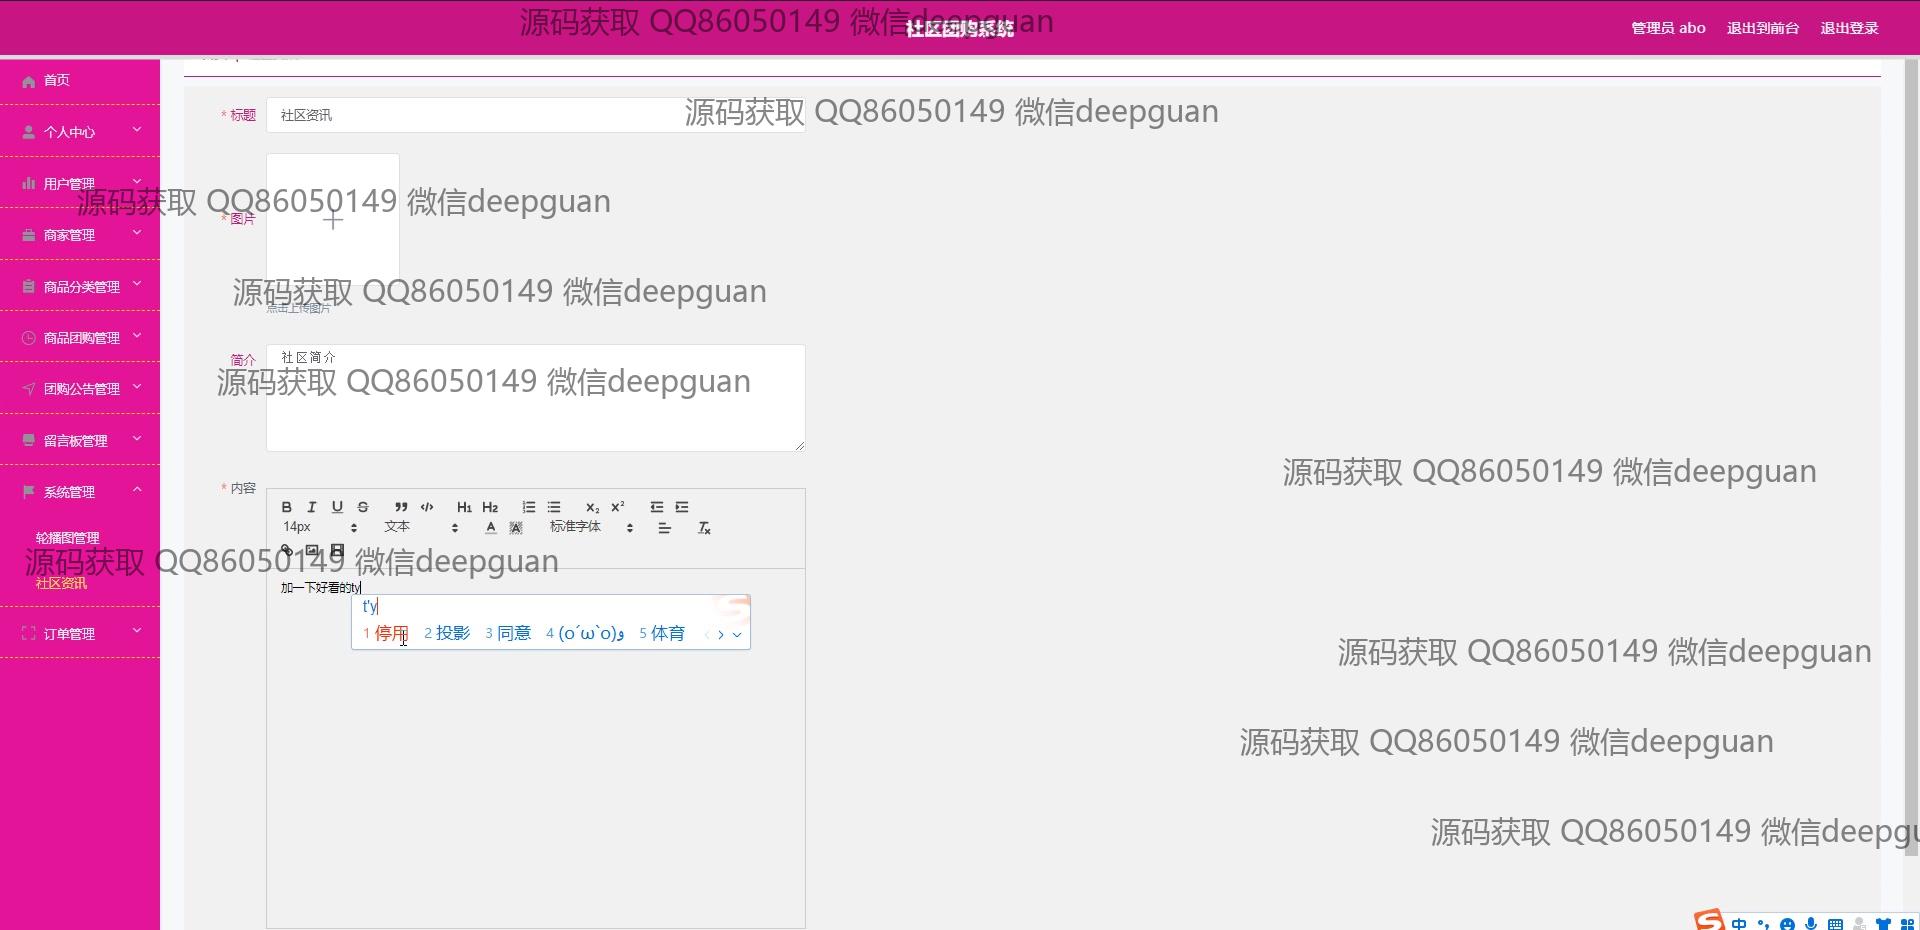 源码获取 QQ86050149 微信deepguan
社区团购系统
管理员 abo
退出到前台
退出登录
首页
个人中心
用户管理
商家管理
商品分类管理
商品团购管理
团购公告管理
留言板管理
系统管理
轮播图管理
社区资讯
订单管理
* 标题
社区资讯
源码获取 QQ86050149 微信deepguan
源码获取 QQ86050149 微信deepguan
* 图片
源码获取 QQ86050149 微信deepguan
点击上传图片
简介
社区简介
源码获取 QQ86050149 微信deepguan
源码获取 QQ86050149 微信deepguan
* 内容
B I U S H1 H2 x2 x2
14px 文本 A A 标准字体 Tx
源码获取 QQ86050149 微信deepguan
加一下好看的ty
t'y
1 停用 2 投影 3 同意 4 (o´ω`o)و 5 体育
源码获取 QQ86050149 微信deepguan
源码获取 QQ86050149 微信deepguan
源码获取 QQ86050149 微信deepgu
中